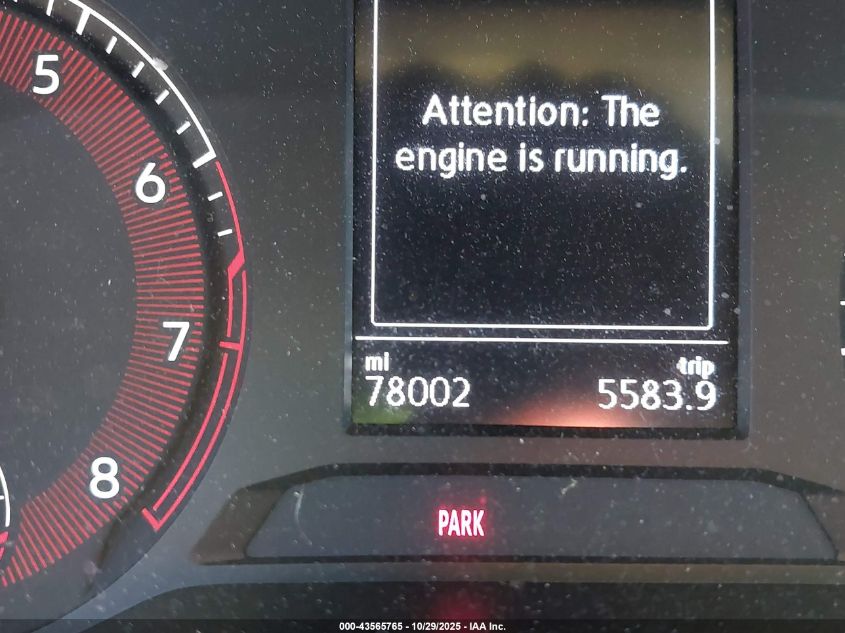 5
6
7
8
Attention: The
engine is running.
mi trip
78002 5583.9
PARK
000-43565765 - 10/29/2025 - IAA Inc.